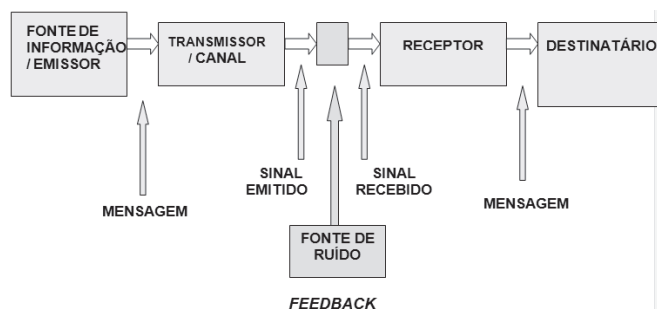 FONTE DE
INFORMAÇÃO
/ EMISSOR
TRANSMISSOR
/ CANAL
RECEPTOR
DESTINATÁRIO
MENSAGEM
SINAL
EMITIDO
SINAL
RECEBIDO
MENSAGEM
FONTE DE
RUÍDO
FEEDBACK